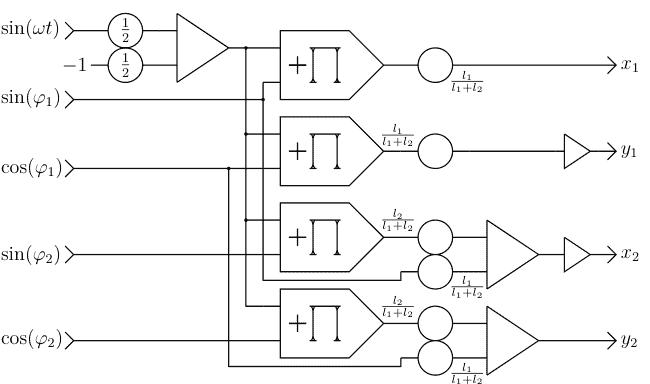 sin(ωt) 1/2
−1 1/2
+∏ l₁/(l₁+l₂) x₁
sin(φ₁)
+∏ l₁/(l₁+l₂) y₁
cos(φ₁)
+∏ l₂/(l₁+l₂)
sin(φ₂) l₁/(l₁+l₂) x₂
+∏ l₂/(l₁+l₂)
cos(φ₂) l₁/(l₁+l₂) y₂